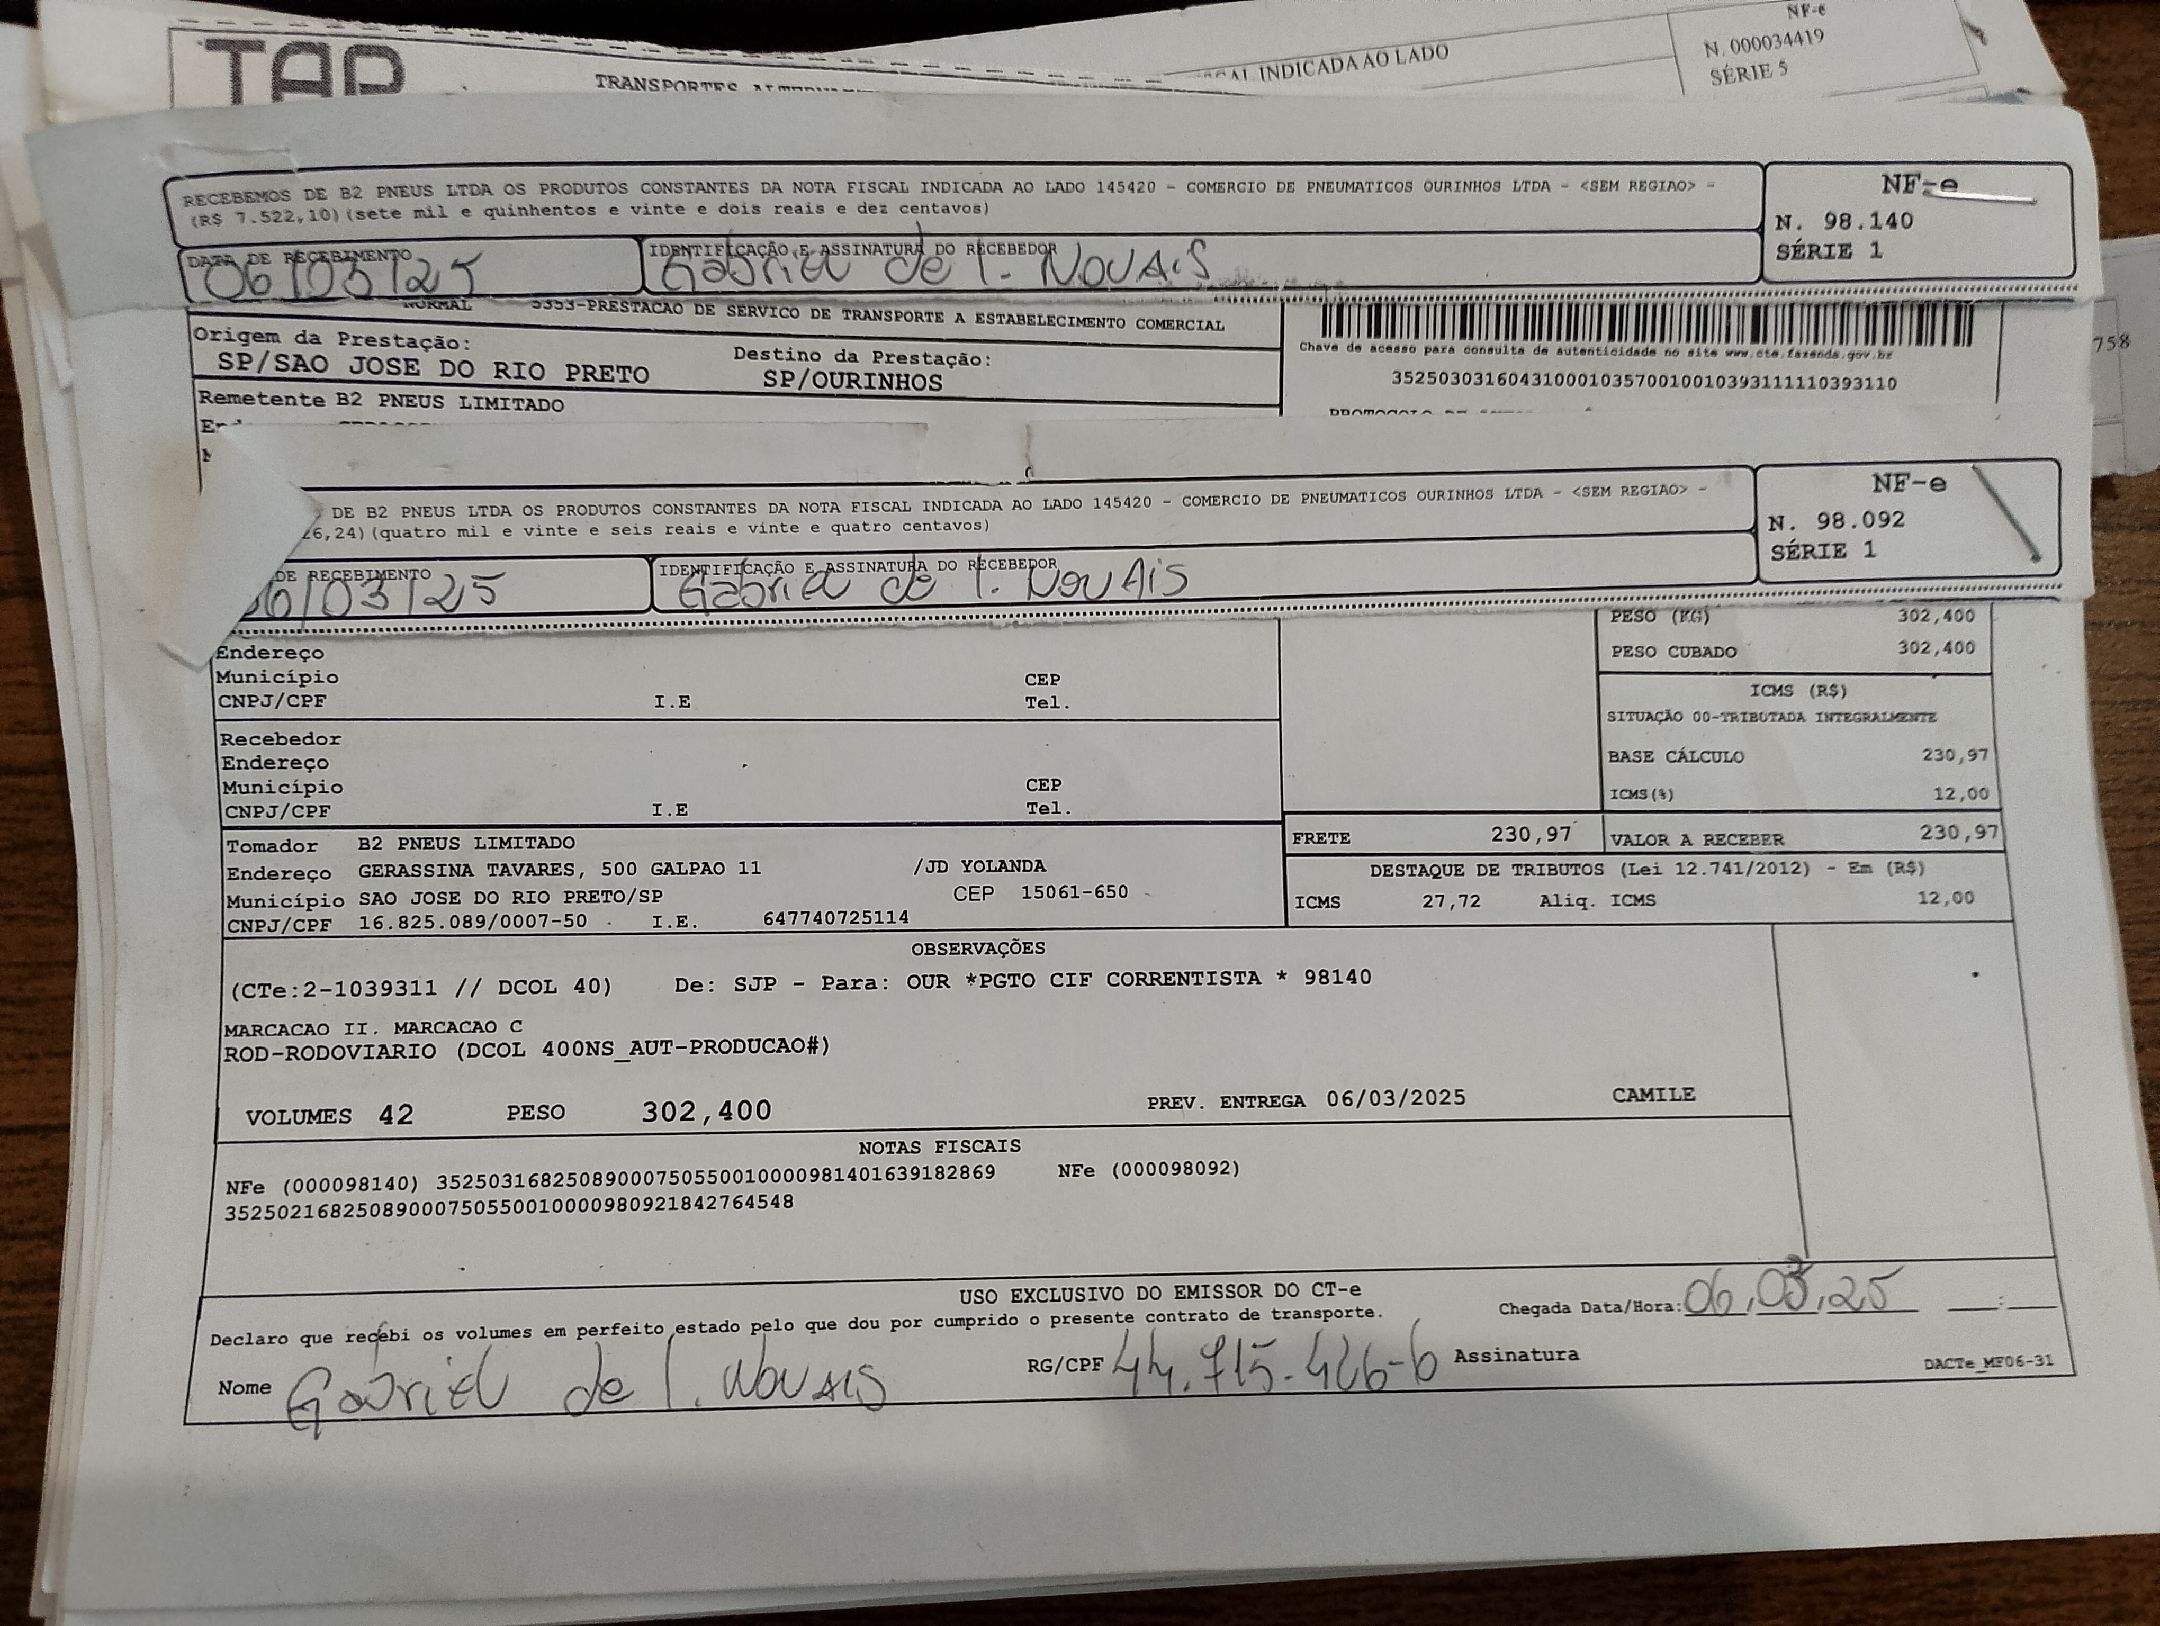 TAP
TRANSPORTES
INDICADA AO LADO
NF-e
N. 000034419
SÉRIE 5
RECEBEMOS DE B2 PNEUS LTDA OS PRODUTOS CONSTANTES DA NOTA FISCAL INDICADA AO LADO 145420 - COMERCIO DE PNEUMATICOS OURINHOS LTDA - <SEM REGIAO> -
(R$ 7.522,10)(sete mil e quinhentos e vinte e dois reais e dez centavos)
NF-e
N. 98.140
SÉRIE 1
DATA DE RECEBIMENTO
06/03/25
IDENTIFICAÇÃO E ASSINATURA DO RECEBEDOR
Gabriel de l. Novais
NORMAL 5353-PRESTACAO DE SERVICO DE TRANSPORTE A ESTABELECIMENTO COMERCIAL
Origem da Prestação:
SP/SAO JOSE DO RIO PRETO
Destino da Prestação:
SP/OURINHOS
Chave de acesso para consulta de autenticidade no site www.cte.fazenda.gov.br
35250303160431000103570010010393111110393110
758
Remetente B2 PNEUS LIMITADO
DE B2 PNEUS LTDA OS PRODUTOS CONSTANTES DA NOTA FISCAL INDICADA AO LADO 145420 - COMERCIO DE PNEUMATICOS OURINHOS LTDA - <SEM REGIAO> -
26,24)(quatro mil e vinte e seis reais e vinte e quatro centavos)
NF-e
N. 98.092
SÉRIE 1
DE RECEBIMENTO
06/03/25
IDENTIFICAÇÃO E ASSINATURA DO RECEBEDOR
Gabriel de l. Novais
PESO (KG) 302,400
PESO CUBADO 302,400
Endereço
Município CEP
CNPJ/CPF I.E Tel.
ICMS (R$)
SITUAÇÃO 00-TRIBUTADA INTEGRALMENTE
BASE CÁLCULO 230,97
ICMS(%) 12,00
Recebedor
Endereço
Município CEP
CNPJ/CPF I.E Tel.
FRETE 230,97 VALOR A RECEBER 230,97
Tomador B2 PNEUS LIMITADO
Endereço GERASSINA TAVARES, 500 GALPAO 11 /JD YOLANDA
Município SAO JOSE DO RIO PRETO/SP CEP 15061-650
CNPJ/CPF 16.825.089/0007-50 I.E. 647740725114
DESTAQUE DE TRIBUTOS (Lei 12.741/2012) - Em (R$)
ICMS 27,72 Aliq. ICMS 12,00
OBSERVAÇÕES
(CTe:2-1039311 // DCOL 40) De: SJP - Para: OUR *PGTO CIF CORRENTISTA * 98140
MARCACAO II. MARCACAO C
ROD-RODOVIARIO (DCOL 400NS_AUT-PRODUCAO#)
VOLUMES 42 PESO 302,400 PREV. ENTREGA 06/03/2025 CAMILE
NOTAS FISCAIS
NFe (000098140) 35250316825089000750550010000981401639182869 NFe (000098092)
35250216825089000750550010000980921842764548
USO EXCLUSIVO DO EMISSOR DO CT-e
Declaro que recebi os volumes em perfeito estado pelo que dou por cumprido o presente contrato de transporte.
Chegada Data/Hora: 06,03,25 __:__
Nome Gabriel de l. Novais RG/CPF 44.715.426-6 Assinatura
DACTe_MF06-31